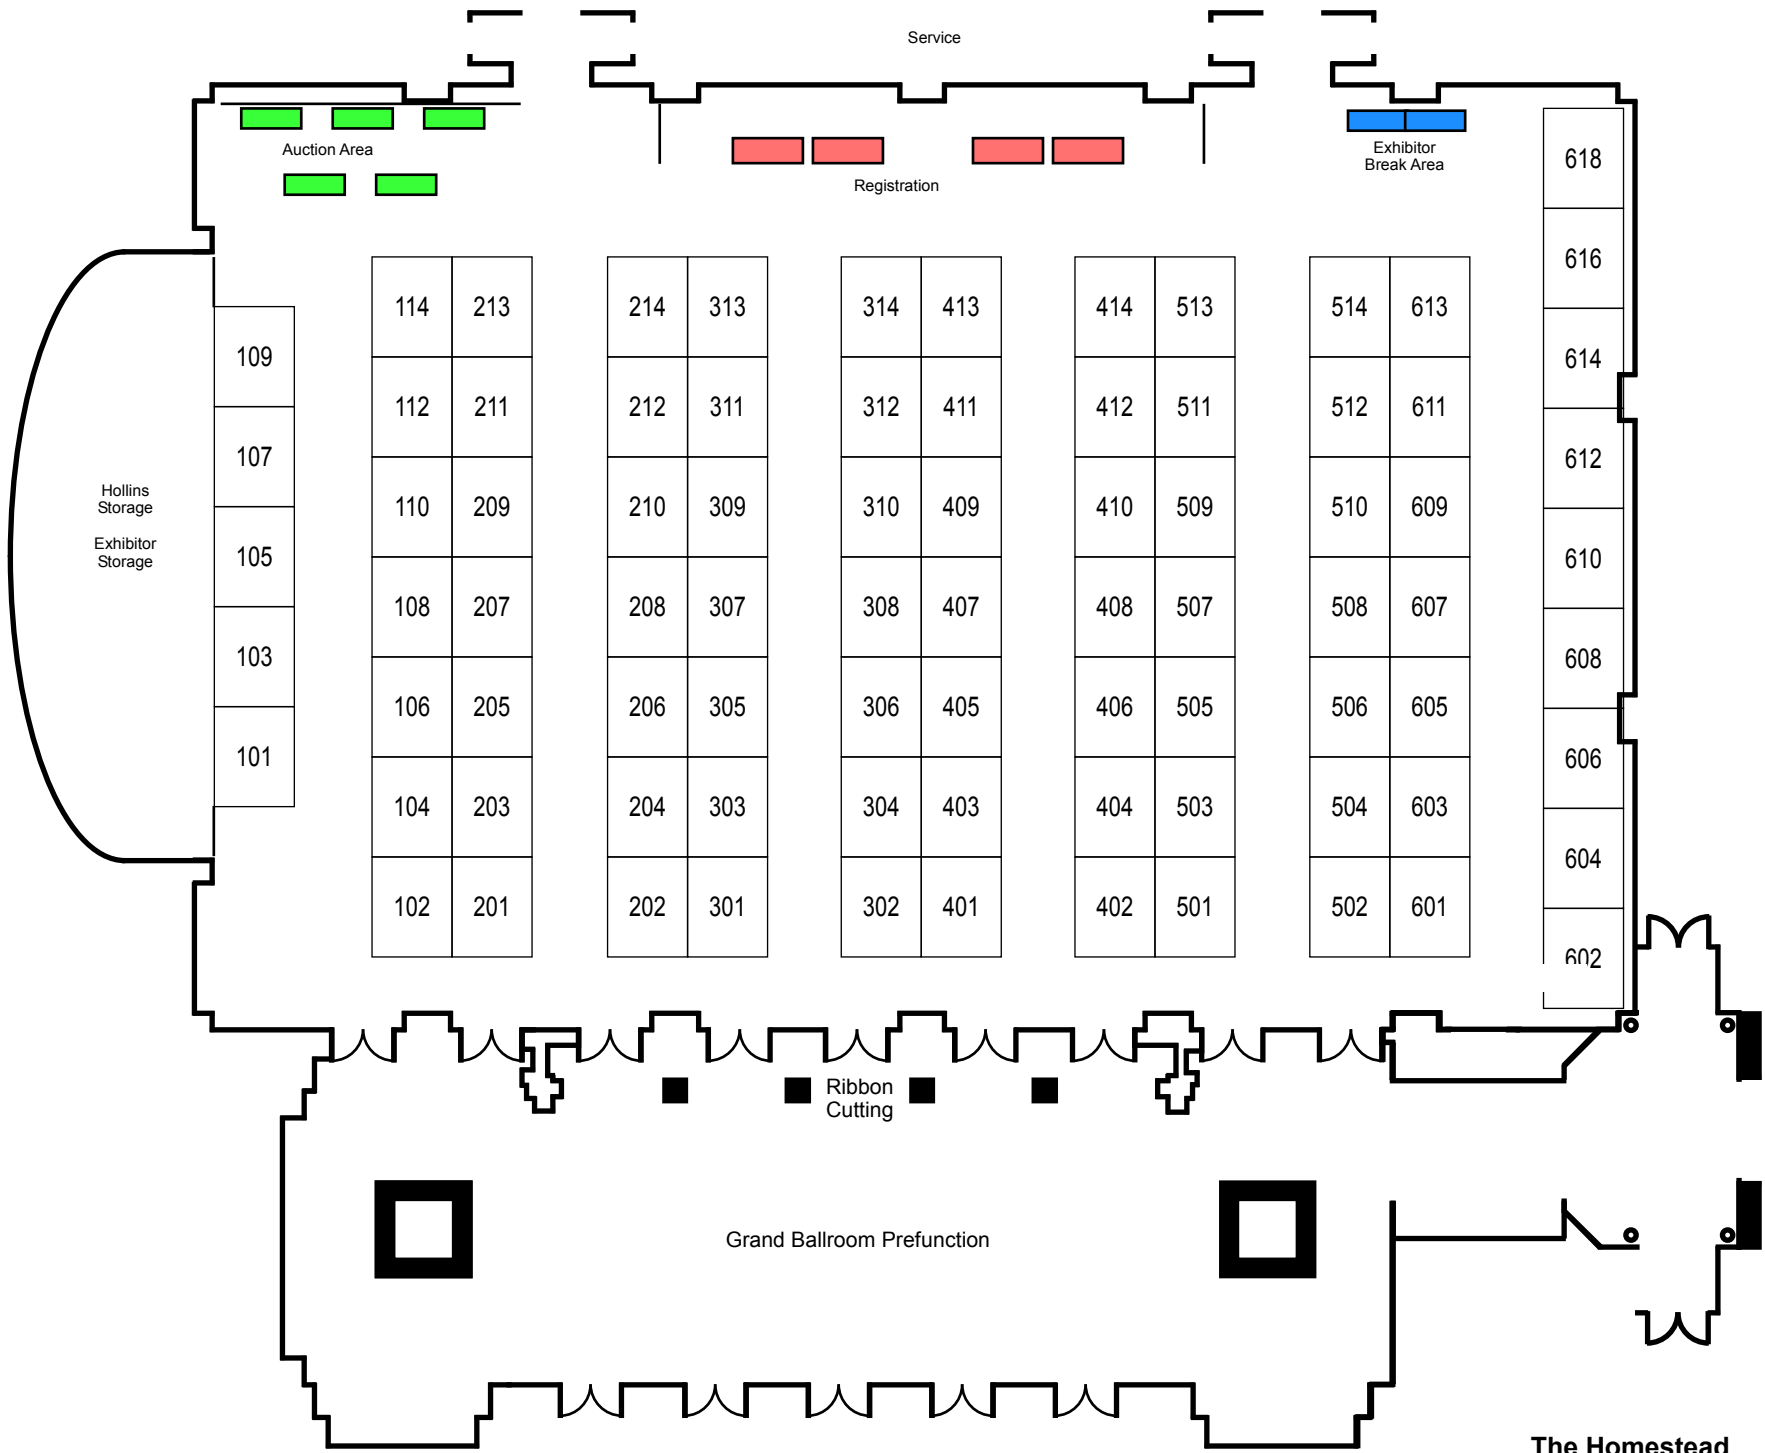 Service
Auction Area
Registration
Exhibitor
Break Area
618
616
114 213 214 313 314 413 414 513 514 613
109
614
112 211 212 311 312 411 412 511 512 611
107
612
Hollins
Storage
110 209 210 309 310 409 410 509 510 609
Exhibitor
Storage
105
610
108 207 208 307 308 407 408 507 508 607
103
608
106 205 206 305 306 405 406 505 506 605
101
606
104 203 204 303 304 403 404 503 504 603
604
102 201 202 301 302 401 402 501 502 601
602
Ribbon
Cutting
Grand Ballroom Prefunction
The Homestead